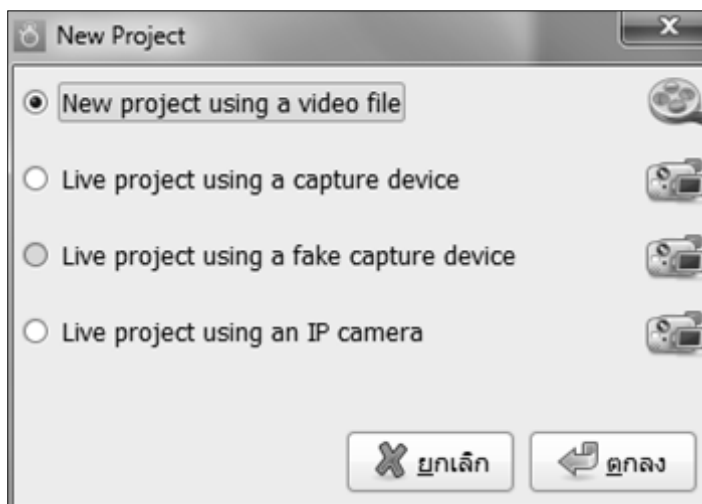 New Project
New project using a video file
Live project using a capture device
Live project using a fake capture device
Live project using an IP camera
ยกเลิก
ตกลง